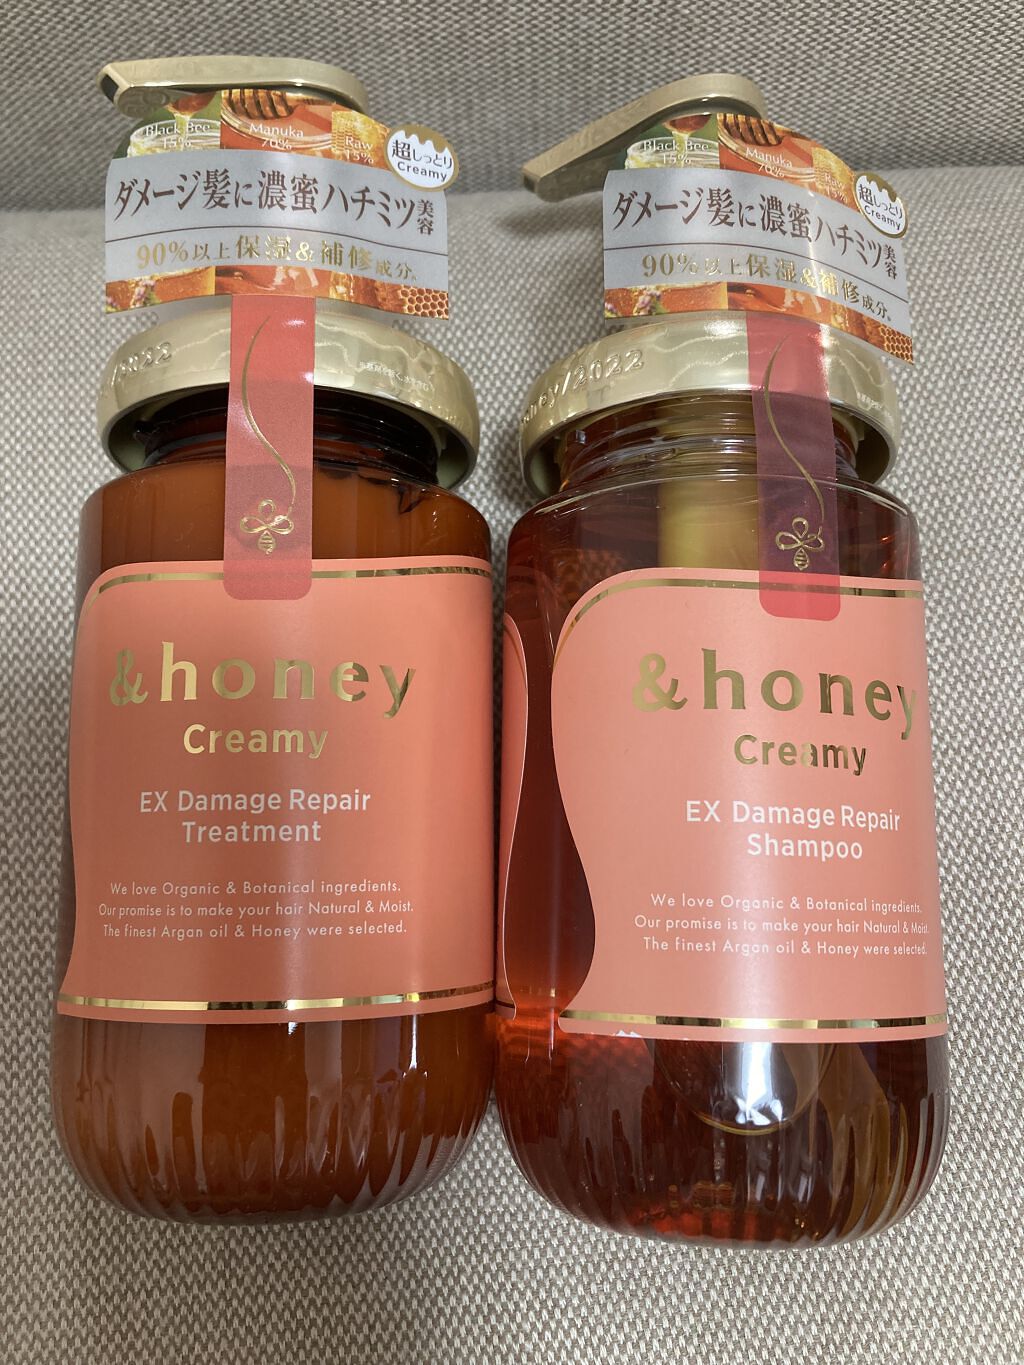 Black Bee
15%
Manuka
70%
Raw
15%
超しっとり
Creamy
ダメージ髪に濃蜜ハチミツ美容
90%以上保湿&補修成分。
/2022
&honey
Creamy
EX Damage Repair
Treatment
We love Organic & Botanical ingredients.
Our promise is to make your hair Natural & Moist.
The finest Argan oil & Honey were selected.
Black Bee
15%
Manuka
70%
Raw
15%
超しっとり
Creamy
ダメージ髪に濃蜜ハチミツ美容
90%以上保湿&補修成分。
honey/2022
&honey
Creamy
EX Damage Repair
Shampoo
We love Organic & Botanical ingredients.
Our promise is to make your hair Natural & Moist.
The finest Argan oil & Honey were selected.